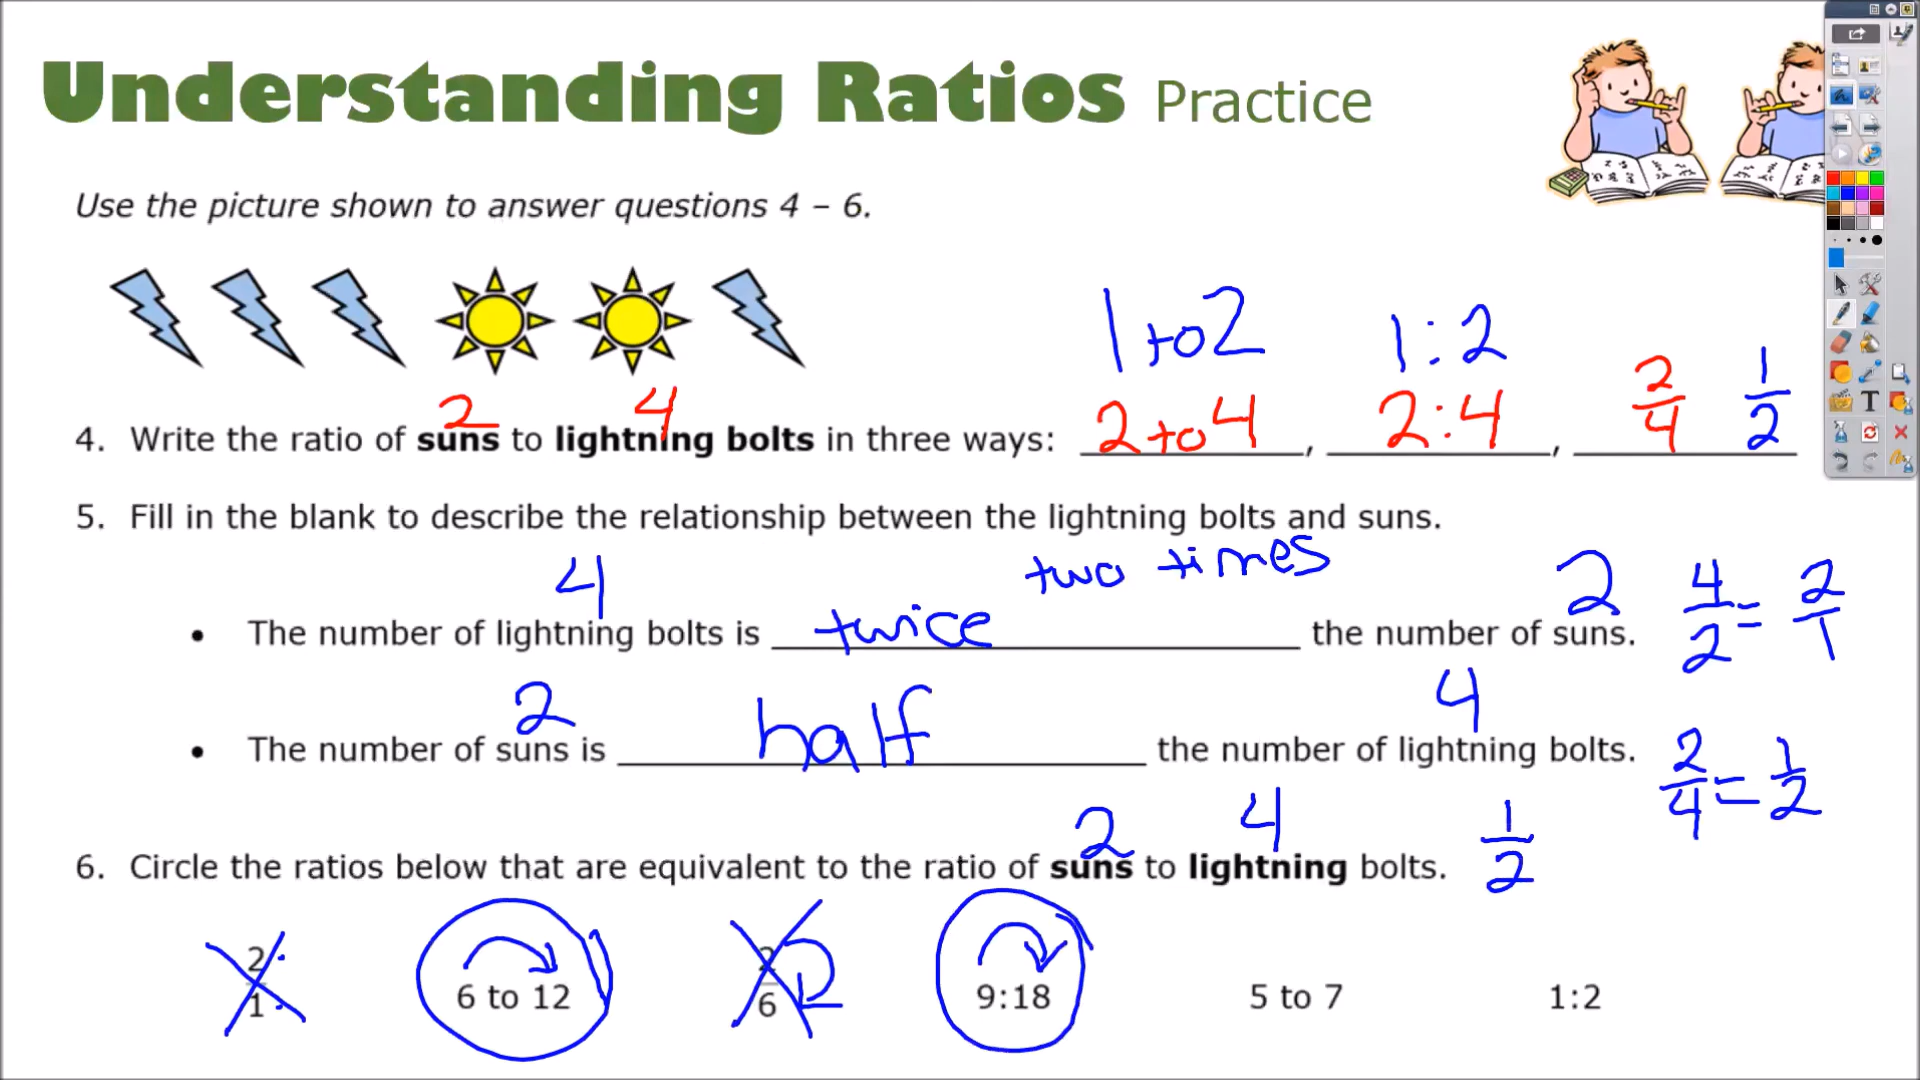 Understanding Ratios Practice
Use the picture shown to answer questions 4 – 6.
1 to 2 1:2
2 4
4. Write the ratio of suns to lightning bolts in three ways: 2 to 4, 2:4, 2/4 1/2
5. Fill in the blank to describe the relationship between the lightning bolts and suns.
4 two times 2
• The number of lightning bolts is twice the number of suns. 4/2 = 2/1
2 4
• The number of suns is half the number of lightning bolts. 2/4 = 1/2
2 4
6. Circle the ratios below that are equivalent to the ratio of suns to lightning bolts. 1/2
2/1 6 to 12 2/6 9:18 5 to 7 1:2